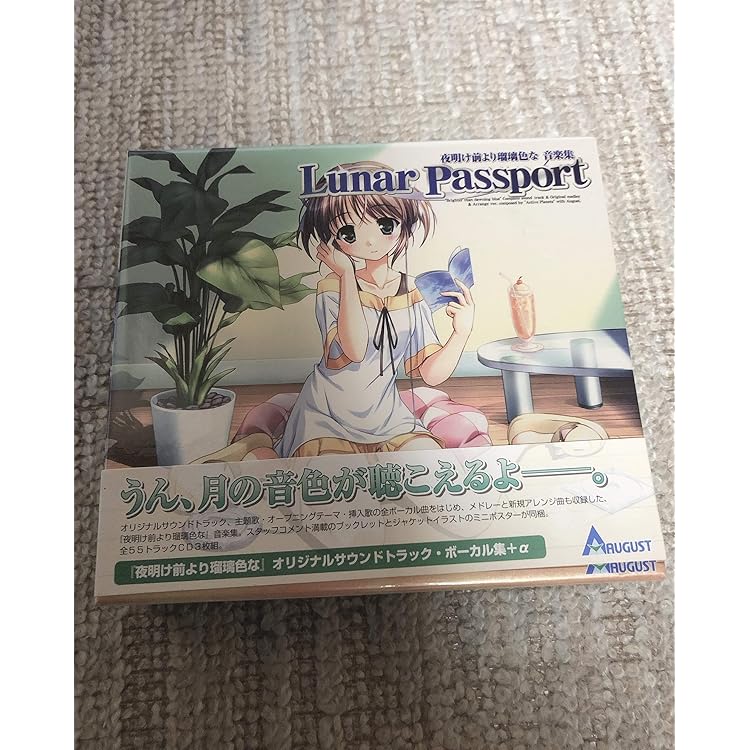 夜明け前より瑠璃色な 音楽集
Lunar Passport
"Brighter than dawning blue" Complete sound track & Original medley
& Arrange ver. composed by "Active Planets" with August.
うん、月の音色が聴こえるよ――。
オリジナルサウンドトラック、主題歌・オープニングテーマ・挿入歌の全ボーカル曲をはじめ、メドレーと新規アレンジ曲も収録した、
『夜明け前より瑠璃色な』音楽集。スタッフコメント満載のブックレットとジャケットイラストのミニポスターが同梱。
全55トラックCD3枚組。
『夜明け前より瑠璃色な』オリジナルサウンドトラック・ボーカル集+α
AUGUST
AUGUST